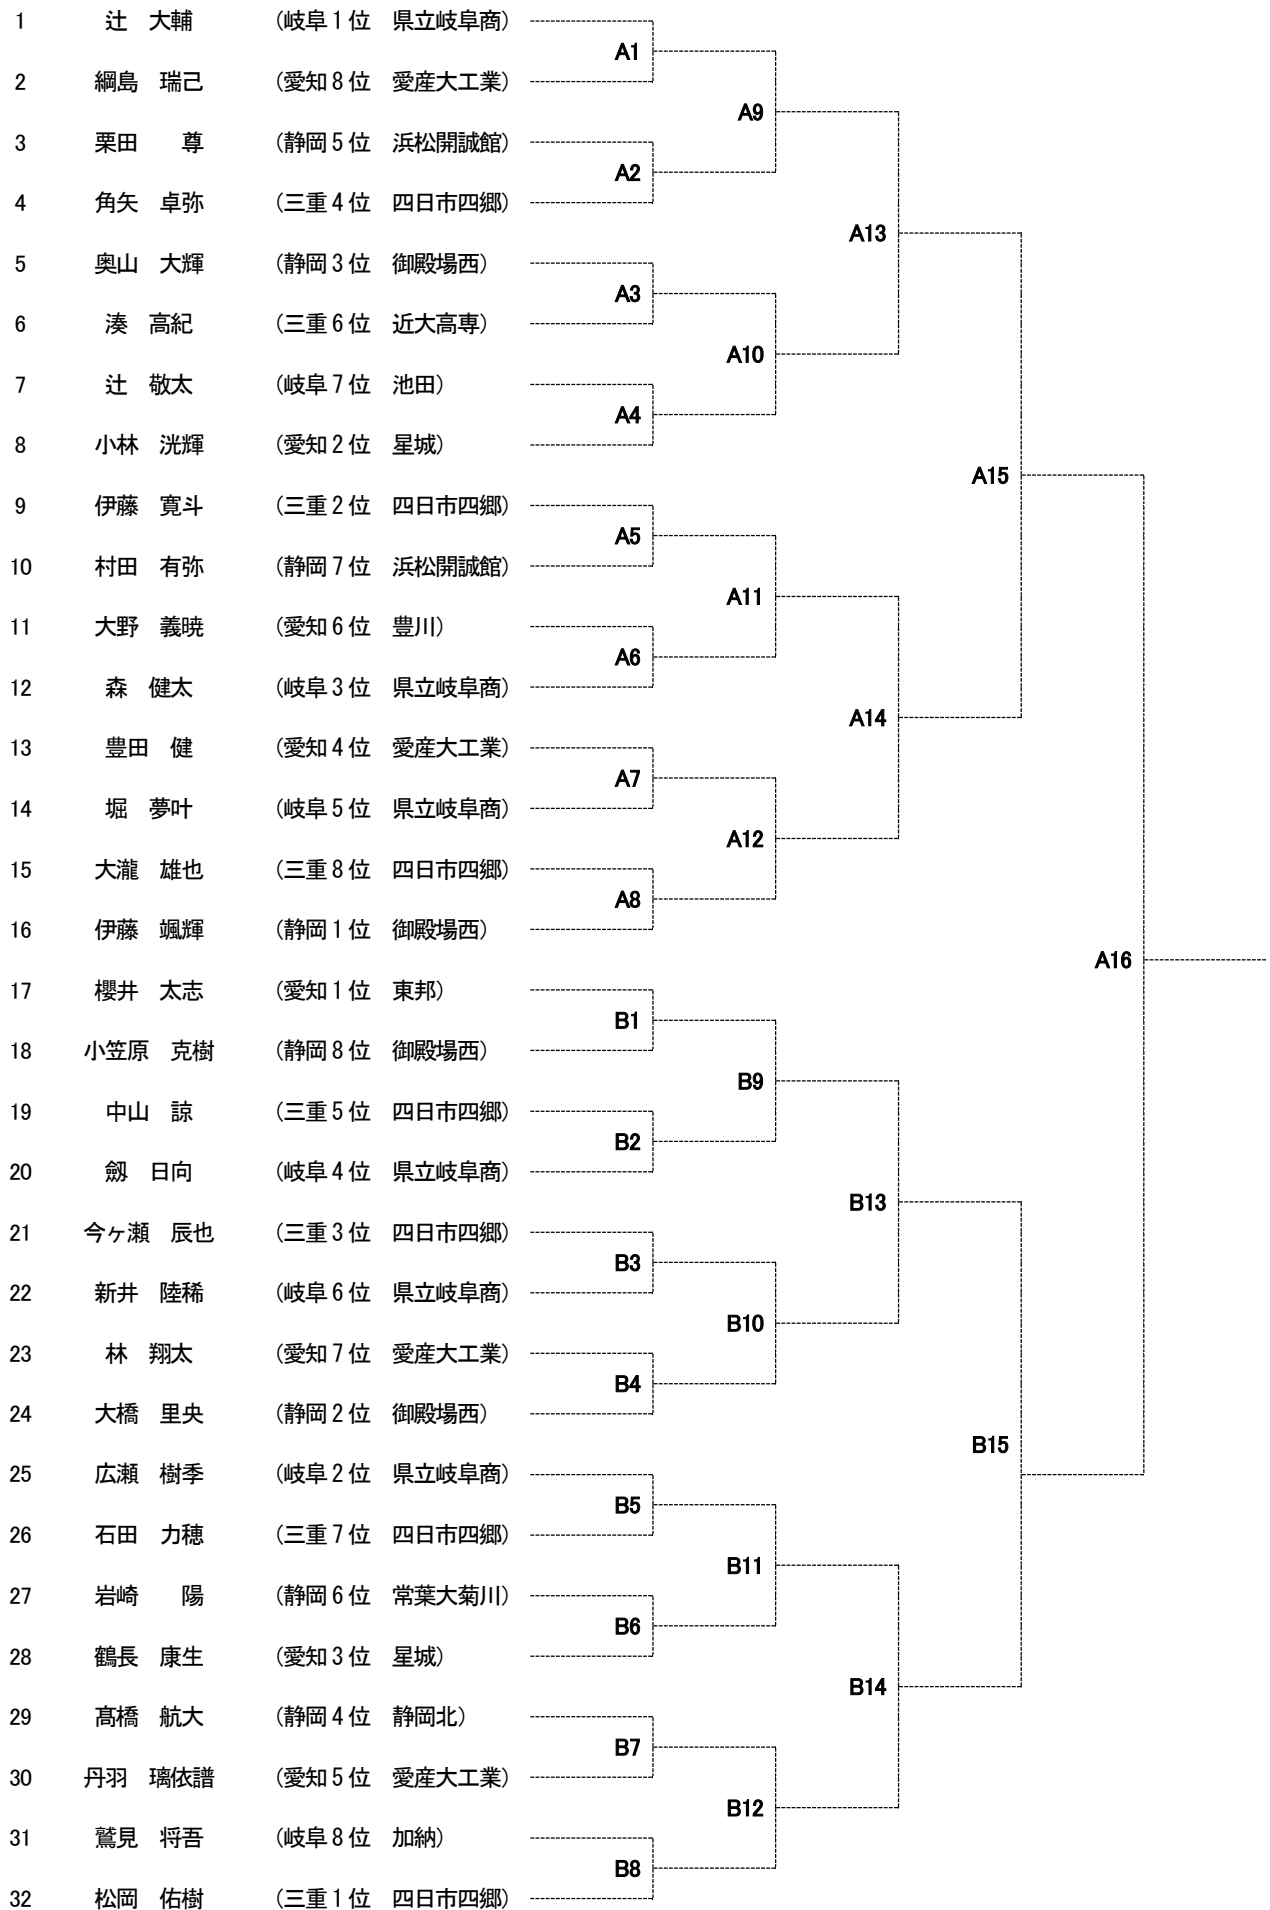 1 辻 大輔 (岐阜1位 県立岐阜商)
A1
2 綱島 瑞己 (愛知8位 愛産大工業)
A9
3 栗田 尊 (静岡5位 浜松開誠館)
A2
4 角矢 卓弥 (三重4位 四日市四郷)
A13
5 奥山 大輝 (静岡3位 御殿場西)
A3
6 湊 高紀 (三重6位 近大高専)
A10
7 辻 敬太 (岐阜7位 池田)
A4
8 小林 洸輝 (愛知2位 星城)
A15
9 伊藤 寛斗 (三重2位 四日市四郷)
A5
10 村田 有弥 (静岡7位 浜松開誠館)
A11
11 大野 義暁 (愛知6位 豊川)
A6
12 森 健太 (岐阜3位 県立岐阜商)
A14
13 豊田 健 (愛知4位 愛産大工業)
A7
14 堀 夢叶 (岐阜5位 県立岐阜商)
A12
15 大瀧 雄也 (三重8位 四日市四郷)
A8
16 伊藤 颯輝 (静岡1位 御殿場西)
A16
17 櫻井 太志 (愛知1位 東邦)
B1
18 小笠原 克樹 (静岡8位 御殿場西)
B9
19 中山 諒 (三重5位 四日市四郷)
B2
20 劔 日向 (岐阜4位 県立岐阜商)
B13
21 今ヶ瀬 辰也 (三重3位 四日市四郷)
B3
22 新井 陸稀 (岐阜6位 県立岐阜商)
B10
23 林 翔太 (愛知7位 愛産大工業)
B4
24 大橋 里央 (静岡2位 御殿場西)
B15
25 広瀬 樹季 (岐阜2位 県立岐阜商)
B5
26 石田 力穂 (三重7位 四日市四郷)
B11
27 岩崎 陽 (静岡6位 常葉大菊川)
B6
28 鶴長 康生 (愛知3位 星城)
B14
29 髙橋 航大 (静岡4位 静岡北)
B7
30 丹羽 璃依譜 (愛知5位 愛産大工業)
B12
31 鷲見 将吾 (岐阜8位 加納)
B8
32 松岡 佑樹 (三重1位 四日市四郷)